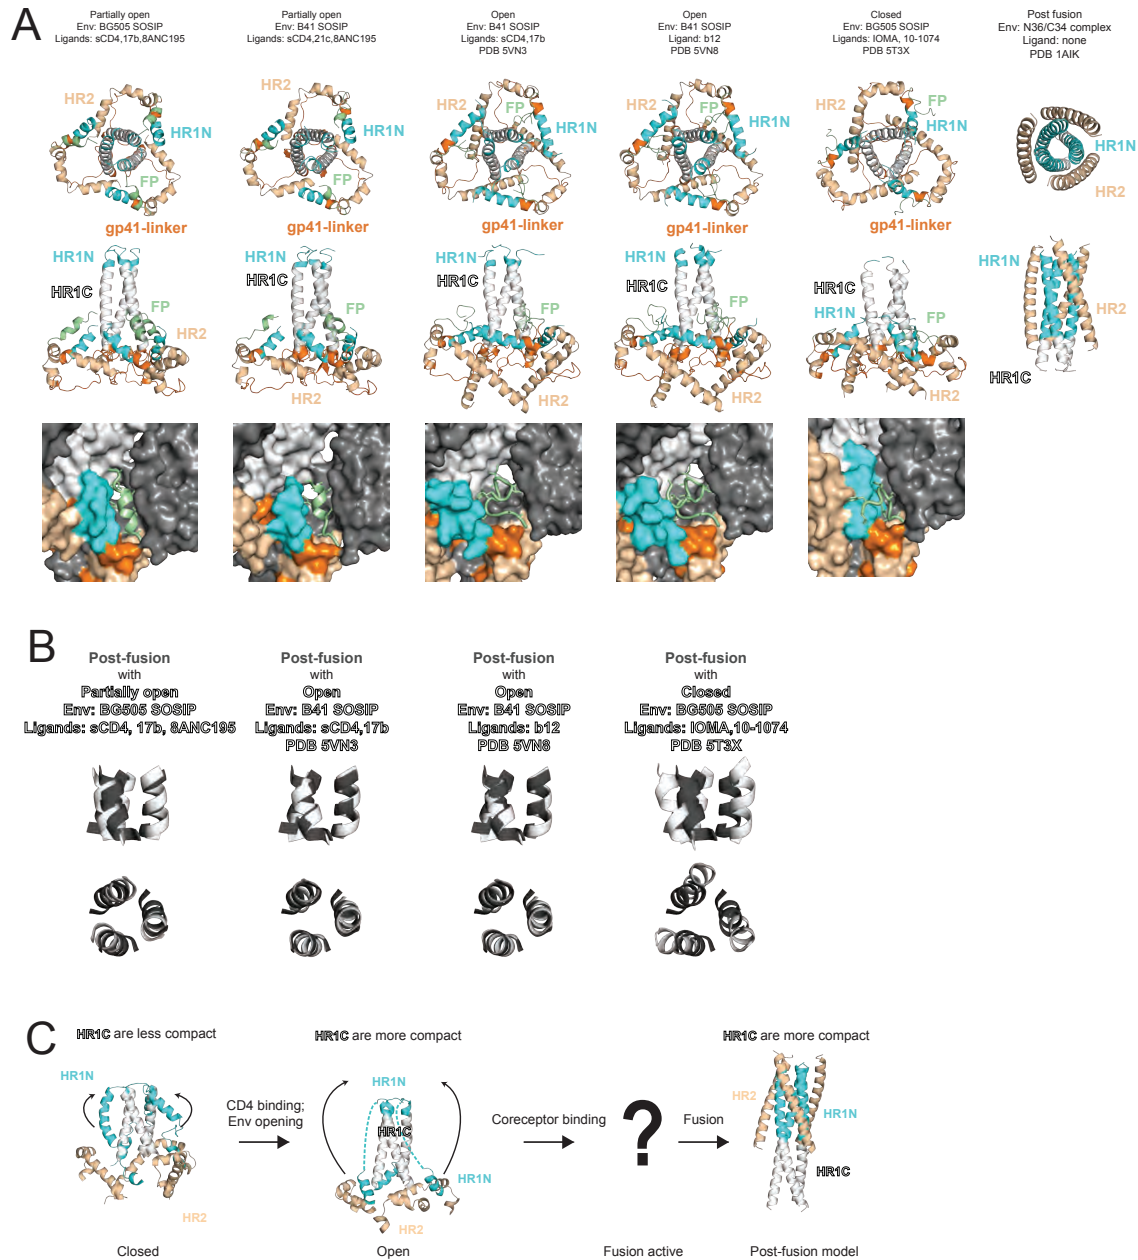 A
Partially open
Env: BG505 SOSIP
Ligands: sCD4,17b,8ANC195
Partially open
Env: B41 SOSIP
Ligands: sCD4,21c,8ANC195
Open
Env: B41 SOSIP
Ligands: sCD4,17b
PDB 5VN3
Open
Env: B41 SOSIP
Ligand: b12
PDB 5VN8
Closed
Env: BG505 SOSIP
Ligands: IOMA, 10-1074
PDB 5T3X
Post fusion
Env: N36/C34 complex
Ligand: none
PDB 1AIK
HR2
HR1N
FP
gp41-linker
HR2
HR1N
FP
gp41-linker
HR2
FP
HR1N
gp41-linker
HR2
FP
HR1N
gp41-linker
HR2
FP
HR1N
gp41-linker
HR1N
HR2
HR1N
HR1C
FP
HR2
HR1N
HR1C
FP
HR2
HR1N
HR1C
FP
HR2
HR1N
HR1C
FP
HR2
HR1C
HR1N
FP
HR2
HR1N
HR2
HR1C
B
Post-fusion
with
Partially open
Env: BG505 SOSIP
Ligands: sCD4, 17b, 8ANC195
Post-fusion
with
Open
Env: B41 SOSIP
Ligands: sCD4,17b
PDB 5VN3
Post-fusion
with
Open
Env: B41 SOSIP
Ligands: b12
PDB 5VN8
Post-fusion
with
Closed
Env: BG505 SOSIP
Ligands: IOMA,10-1074
PDB 5T3X
C
HR1C are less compact
HR1N
HR2
Closed
CD4 binding;
Env opening
HR1C are more compact
HR1N
HR1C
HR1N
HR2
Open
Coreceptor binding
?
Fusion active
Fusion
HR1C are more compact
HR2
HR1N
HR1C
Post-fusion model